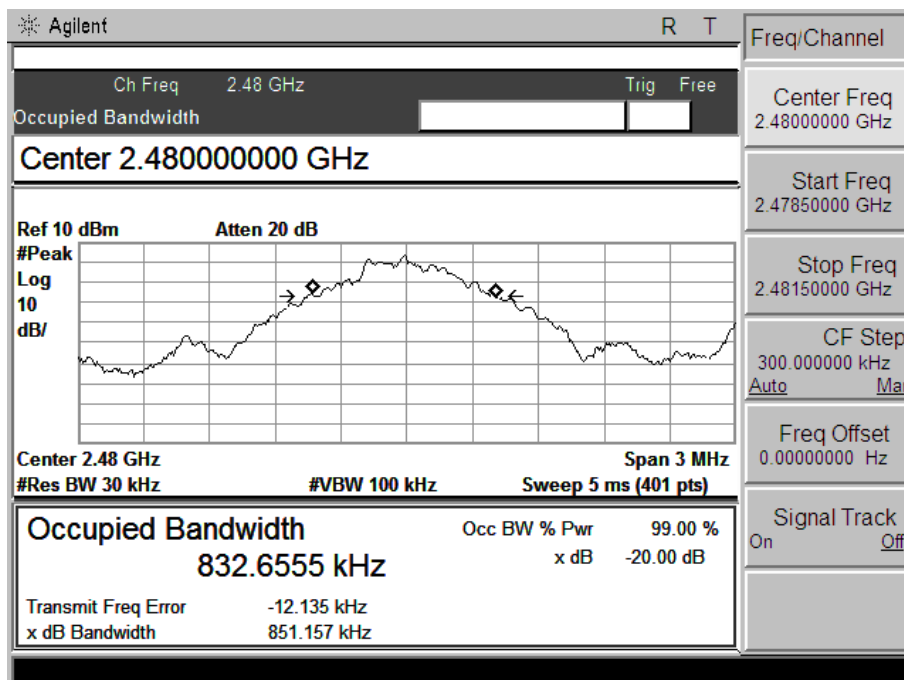 Agilent R T
Ch Freq 2.48 GHz Trig Free
Occupied Bandwidth
Center 2.480000000 GHz
Ref 10 dBm Atten 20 dB
#Peak
Log
10
dB/
Center 2.48 GHz Span 3 MHz
#Res BW 30 kHz #VBW 100 kHz Sweep 5 ms (401 pts)
Occupied Bandwidth Occ BW % Pwr 99.00 %
832.6555 kHz x dB -20.00 dB
Transmit Freq Error -12.135 kHz
x dB Bandwidth 851.157 kHz
Freq/Channel
Center Freq
2.48000000 GHz
Start Freq
2.47850000 GHz
Stop Freq
2.48150000 GHz
CF Step
300.000000 kHz
Auto Man
Freq Offset
0.00000000 Hz
Signal Track
On Off